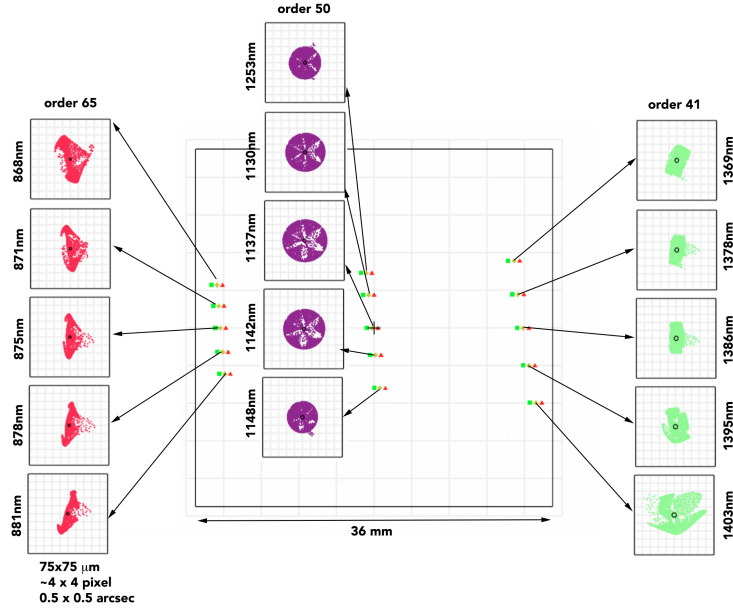 order 50
1253nm
1130nm
1137nm
1142nm
1148nm
order 65
868nm
871nm
875nm
878nm
881nm
order 41
1369nm
1378nm
1386nm
1395nm
1403nm
36 mm
75x75 μm
~4 x 4 pixel
0.5 x 0.5 arcsec